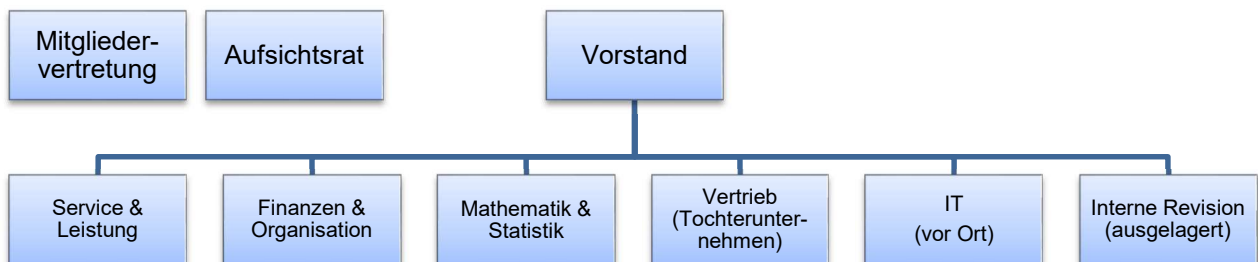 Mitglieder-
vertretung
Aufsichtsrat
Vorstand
Service &
Leistung
Finanzen &
Organisation
Mathematik &
Statistik
Vertrieb
(Tochterunter-
nehmen)
IT
(vor Ort)
Interne Revision
(ausgelagert)